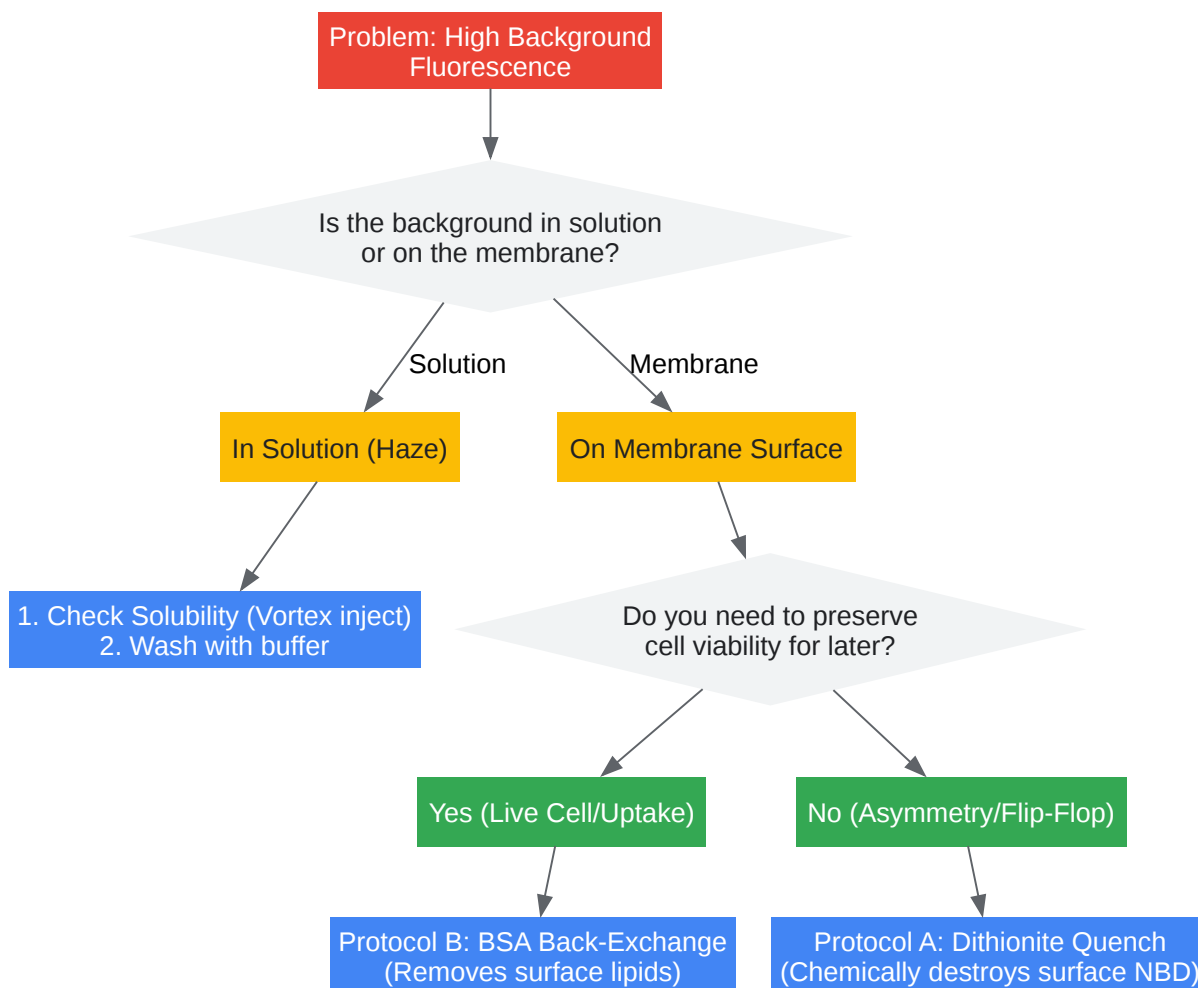 Problem: High Background
Fluorescence
Is the background in solution
or on the membrane?
Solution
Membrane
In Solution (Haze)
On Membrane Surface
1. Check Solubility (Vortex inject)
2. Wash with buffer
Do you need to preserve
cell viability for later?
Yes (Live Cell/Uptake)
No (Asymmetry/Flip-Flop)
Protocol B: BSA Back-Exchange
(Removes surface lipids)
Protocol A: Dithionite Quench
(Chemically destroys surface NBD)